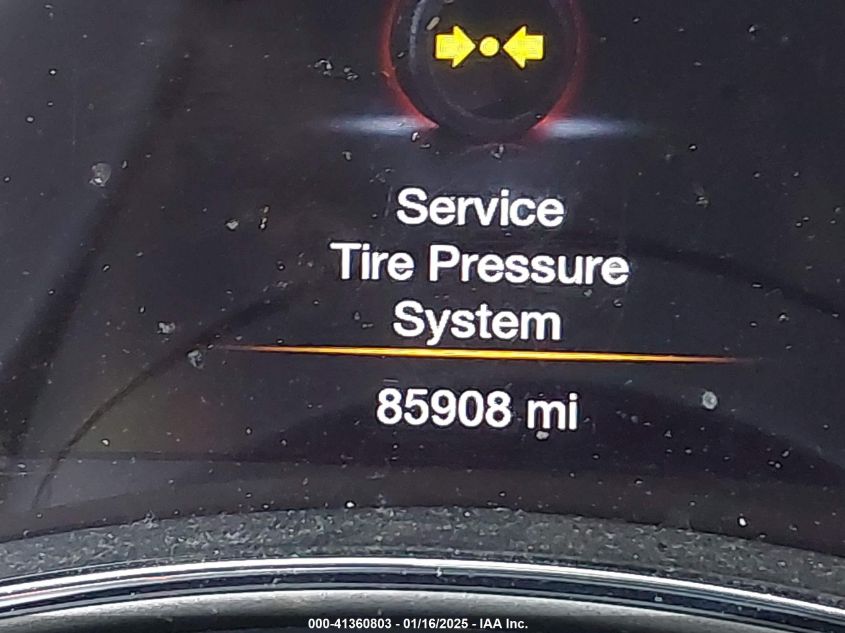 Service
Tire Pressure
System
85908 mi
000-41360803 - 01/16/2025 - IAA Inc.